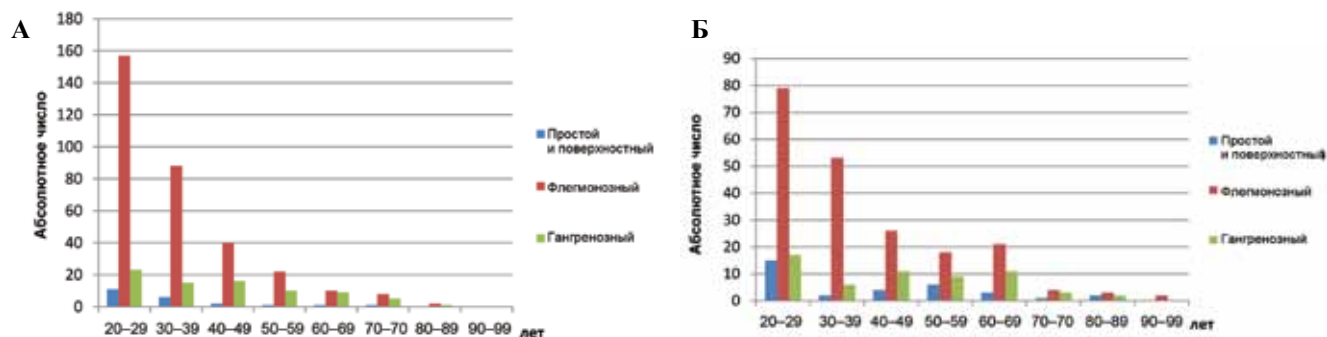 А
Абсолютное число
180
160
140
120
100
80
60
40
20
0
20–29 30–39 40–49 50–59 60–69 70–70 80–89 90–99 лет
Простой
и поверхностный
Флегмонозный
Гангренозный
Б
Абсолютное число
90
80
70
60
50
40
30
20
10
0
20–29 30–39 40–49 50–59 60–69 70–70 80–89 90–99 лет
Простой
и поверхностный
Флегмонозный
Гангренозный